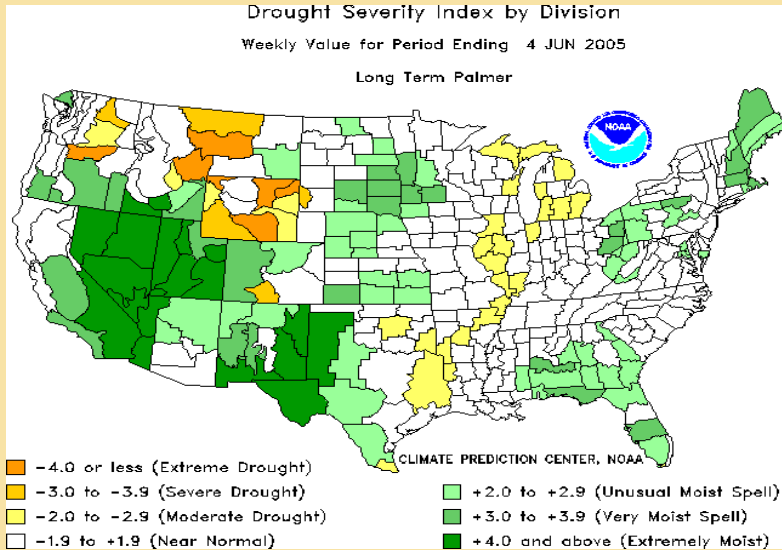 Drought Severity Index by Division
Weekly Value for Period Ending 4 JUN 2005
Long Term Palmer
NOAA
CLIMATE PREDICTION CENTER, NOAA
-4.0 or less (Extreme Drought)
-3.0 to -3.9 (Severe Drought)
-2.0 to -2.9 (Moderate Drought)
-1.9 to +1.9 (Near Normal)
+2.0 to +2.9 (Unusual Moist Spell)
+3.0 to +3.9 (Very Moist Spell)
+4.0 and above (Extremely Moist)